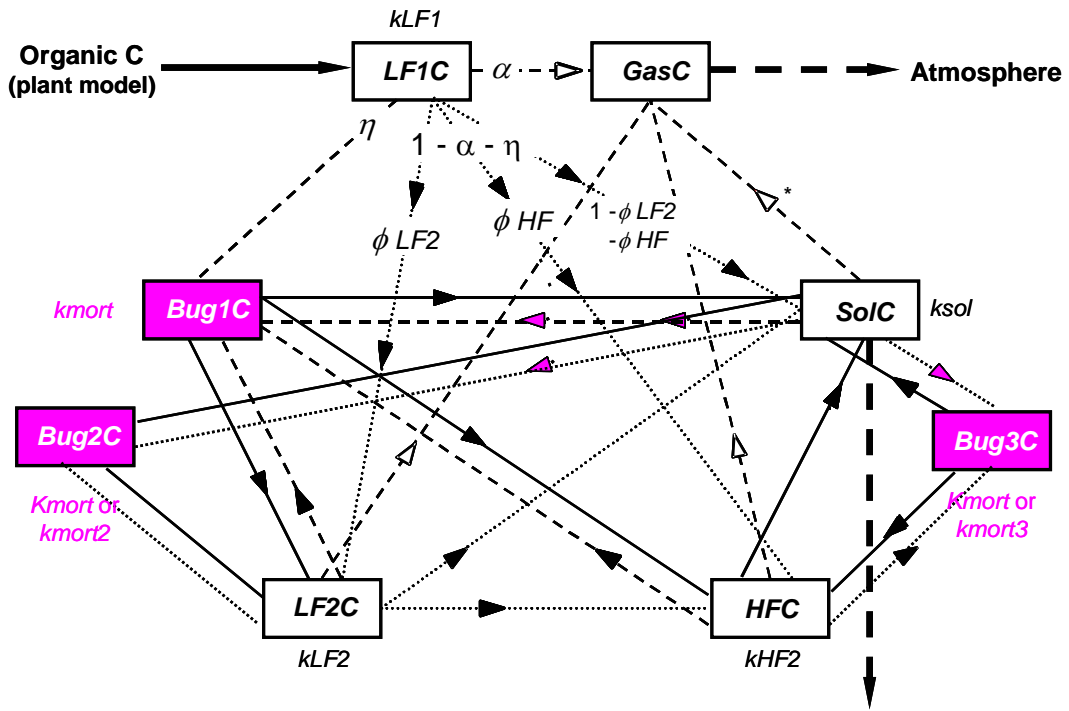 kLF1
Organic C
(plant model)
LF1C
α
GasC
Atmosphere
η
1 - α - η
*
ϕ LF2
ϕ HF
1 -ϕ LF2
-ϕ HF
kmort
Bug1C
SolC
ksol
Bug2C
Bug3C
Kmort or
kmort2
Kmort or
kmort3
LF2C
HFC
kLF2
kHF2